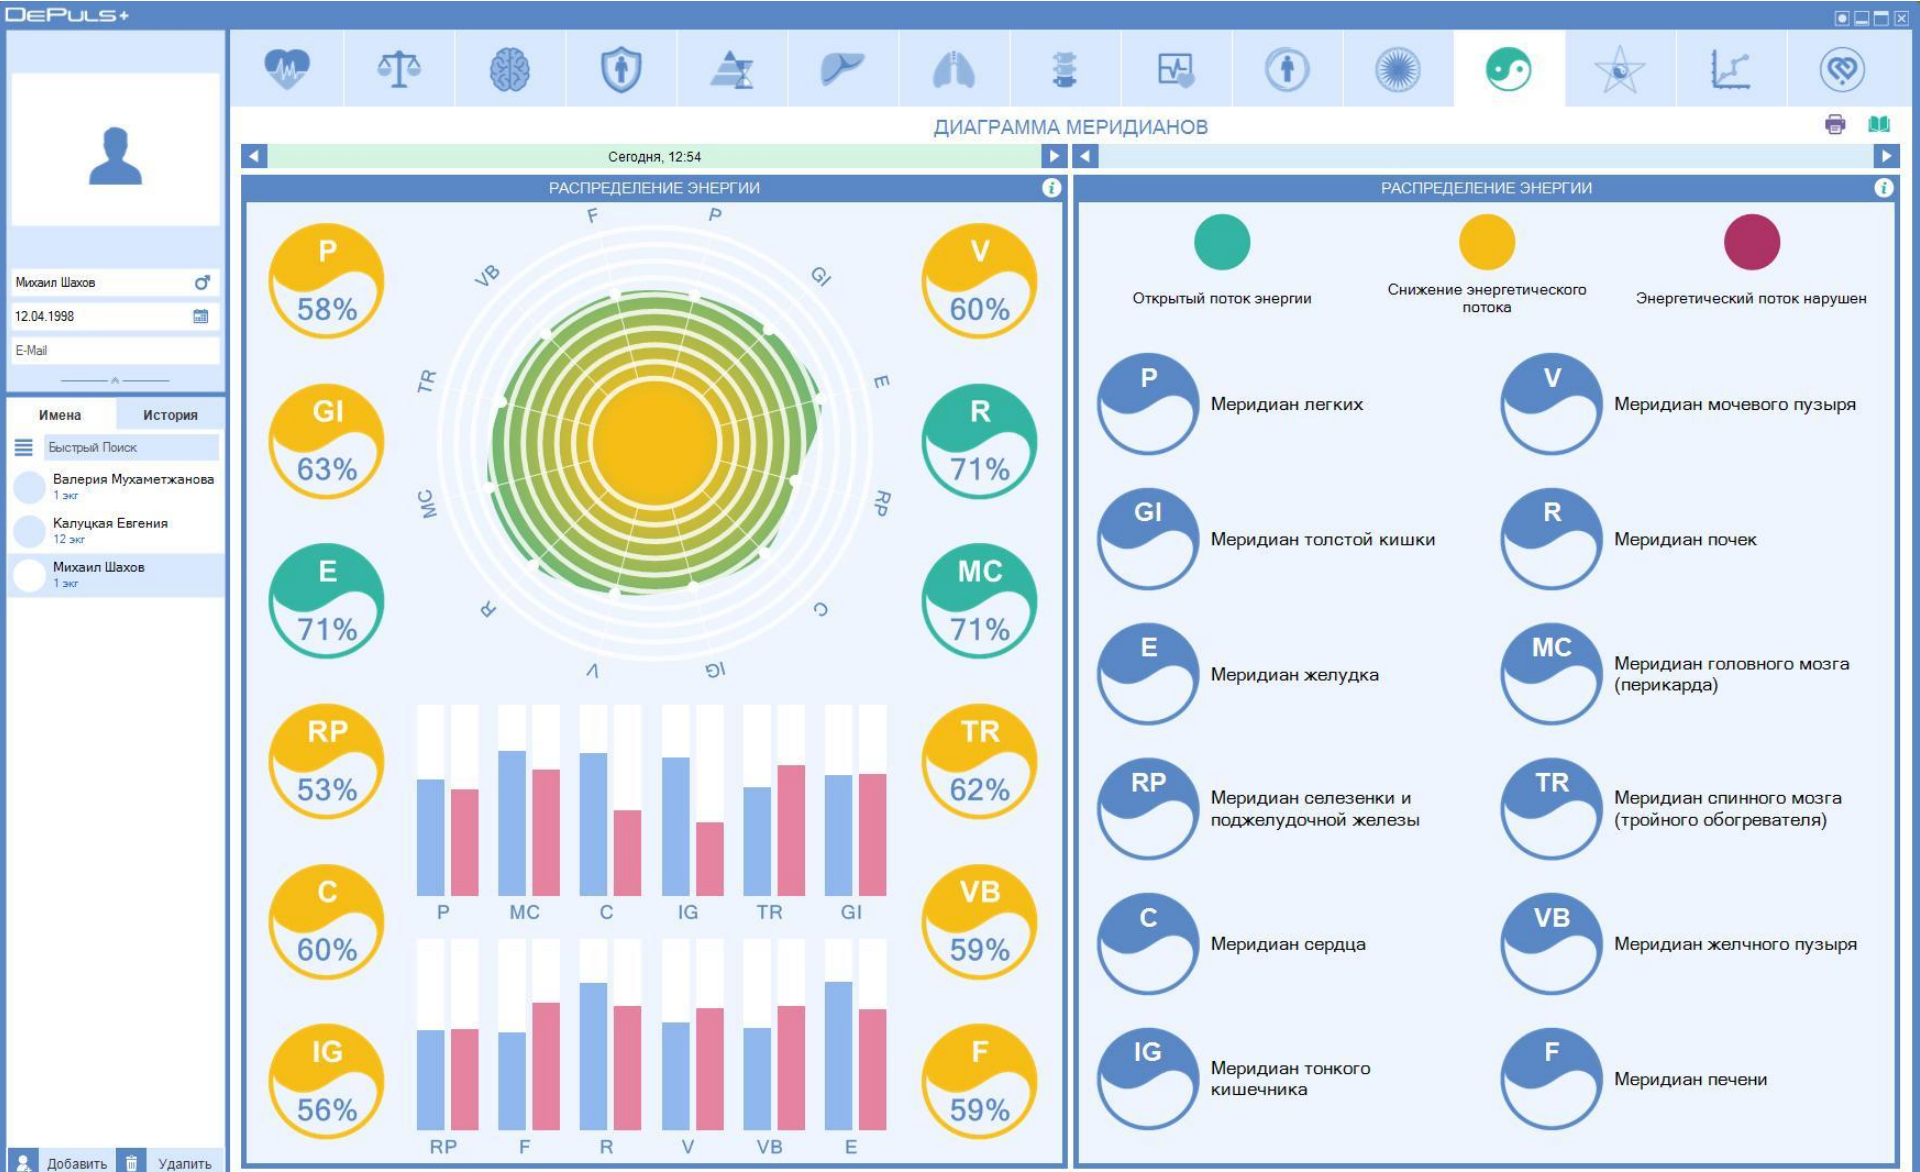 DEPULS+
ДИАГРАММА МЕРИДИАНОВ
Сегодня, 12:54
Михаил Шахов
12.04.1998
E-Mail
Имена
История
Быстрый Поиск
Валерия Мухаметжанова
1 экг
Калуцкая Евгения
12 экг
Михаил Шахов
1 экг
Добавить
Удалить
РАСПРЕДЕЛЕНИЕ ЭНЕРГИИ
P
58%
GI
63%
E
71%
RP
53%
C
60%
IG
56%
F
P
GI
E
RP
C
IG
V
R
MC
TR
VB
V
60%
R
71%
MC
71%
TR
62%
VB
59%
F
59%
P
MC
C
IG
TR
GI
RP
F
R
V
VB
E
РАСПРЕДЕЛЕНИЕ ЭНЕРГИИ
Открытый поток энергии
Снижение энергетического
потока
Энергетический поток нарушен
P
Меридиан легких
V
Меридиан мочевого пузыря
GI
Меридиан толстой кишки
R
Меридиан почек
E
Меридиан желудка
MC
Меридиан головного мозга
(перикарда)
RP
Меридиан селезенки и
поджелудочной железы
TR
Меридиан спинного мозга
(тройного обогревателя)
C
Меридиан сердца
VB
Меридиан желчного пузыря
IG
Меридиан тонкого
кишечника
F
Меридиан печени